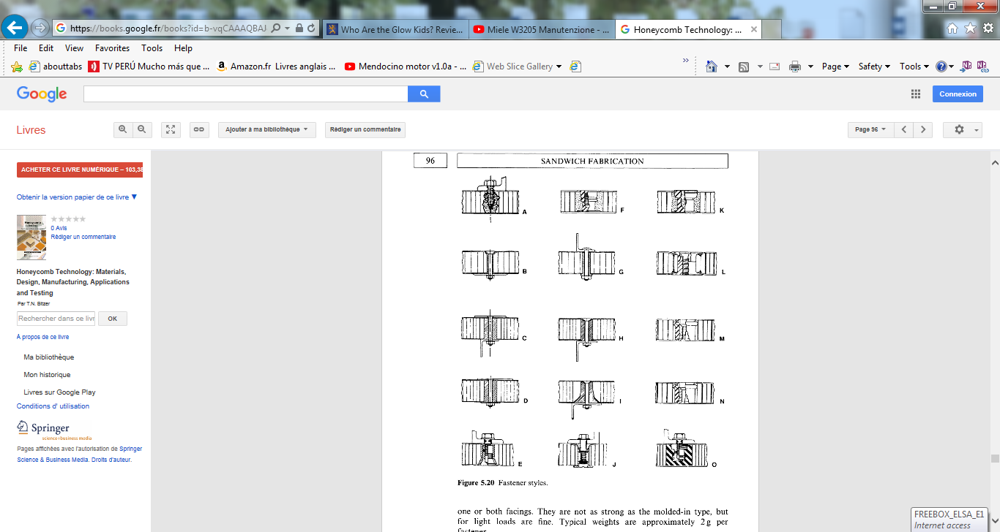 https://books.google.fr/books?id=b-vqCAAAQBAJ
Who Are the Glow Kids? Revie...
Miele W3205 Manutenzione - ...
Honeycomb Technology: ...
File Edit View Favorites Tools Help
abouttabs
TV PERÚ Mucho más que ...
Amazon.fr Livres anglais ...
Mendocino motor v1.0a - ...
Web Slice Gallery
Page
Safety
Tools
Google
Connexion
Livres
Ajouter à ma bibliothèque
Rédiger un commentaire
Page 96
ACHETER CE LIVRE NUMÉRIQUE – 103,38
Obtenir la version papier de ce livre
0 Avis
Rédiger un commentaire
Honeycomb Technology: Materials,
Design, Manufacturing, Applications
and Testing
Par T.N. Bitzer
Rechercher dans ce livr
OK
À propos de ce livre
Ma bibliothèque
Mon historique
Livres sur Google Play
Conditions d' utilisation
Springer
science+business media
Pages affichées avec l'autorisation de Springer
Science & Business Media. Droits d'auteur.
96
SANDWICH FABRICATION
A F K
B G L
C H M
D I N
E J O
Figure 5.20 Fastener styles.
one or both facings. They are not as strong as the molded-in type, but
for light loads are fine. Typical weights are approximately 2 g per
fastener.
FREEBOX_ELSA_E1
Internet access